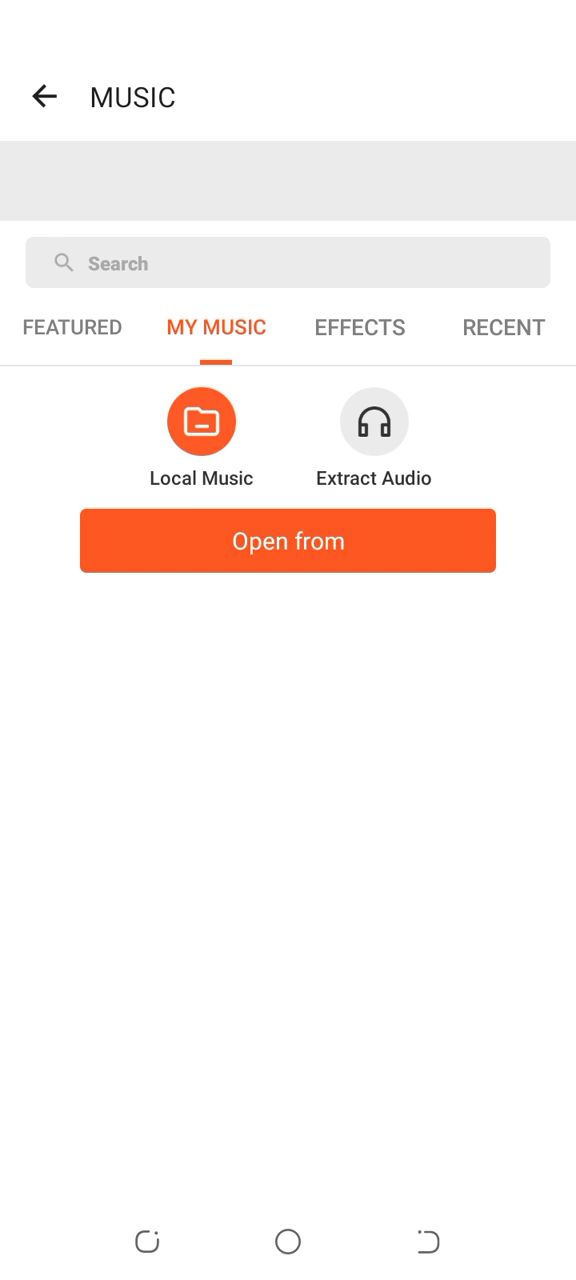 MUSIC
Search
FEATURED MY MUSIC EFFECTS RECENT
Local Music Extract Audio
Open from